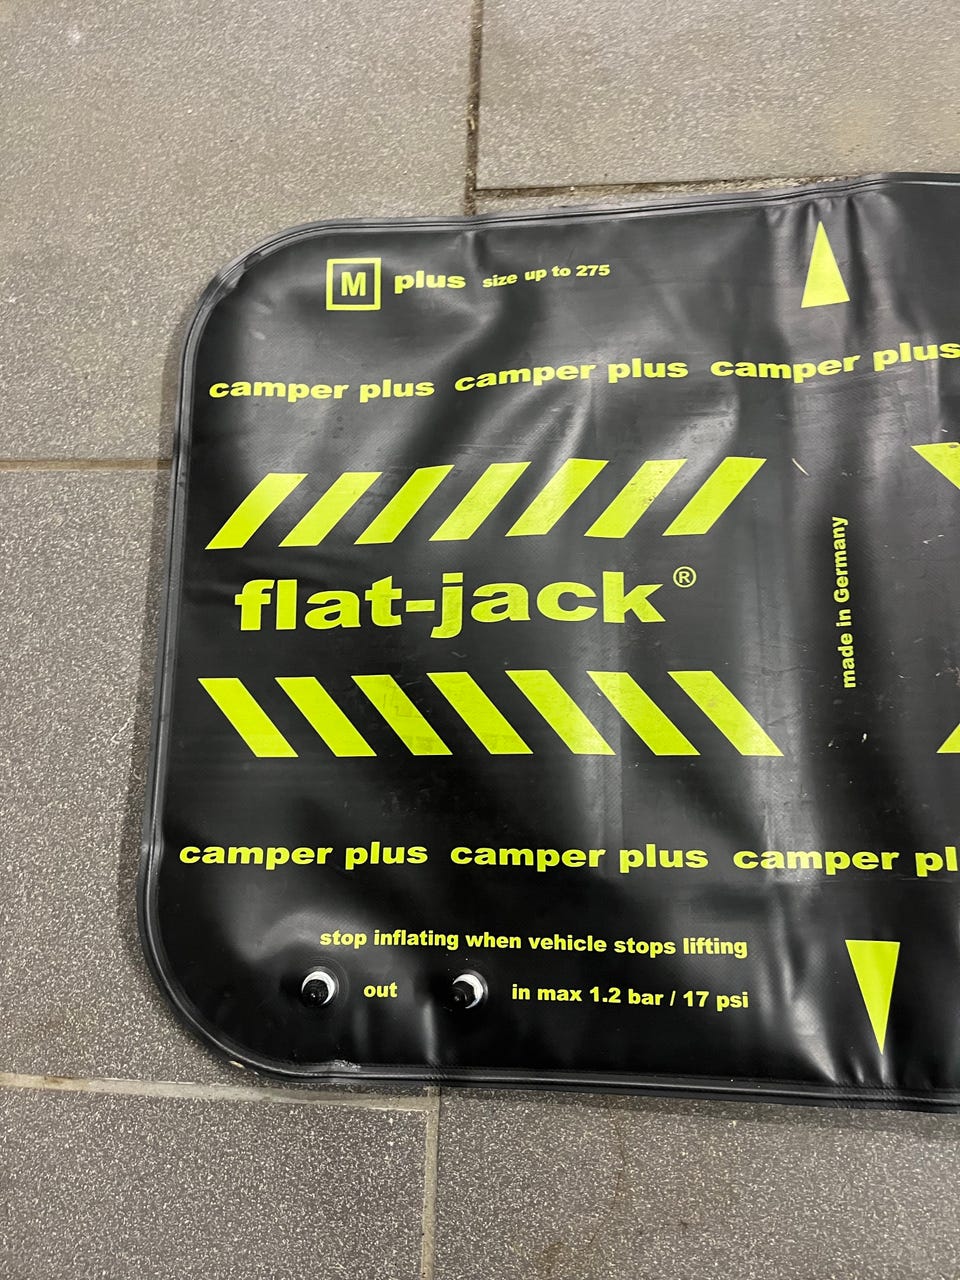 M plus size up to 275
camper plus camper plus camper plus
flat-jack®
made in Germany
camper plus camper plus camper pl
stop inflating when vehicle stops lifting
out in max 1.2 bar / 17 psi